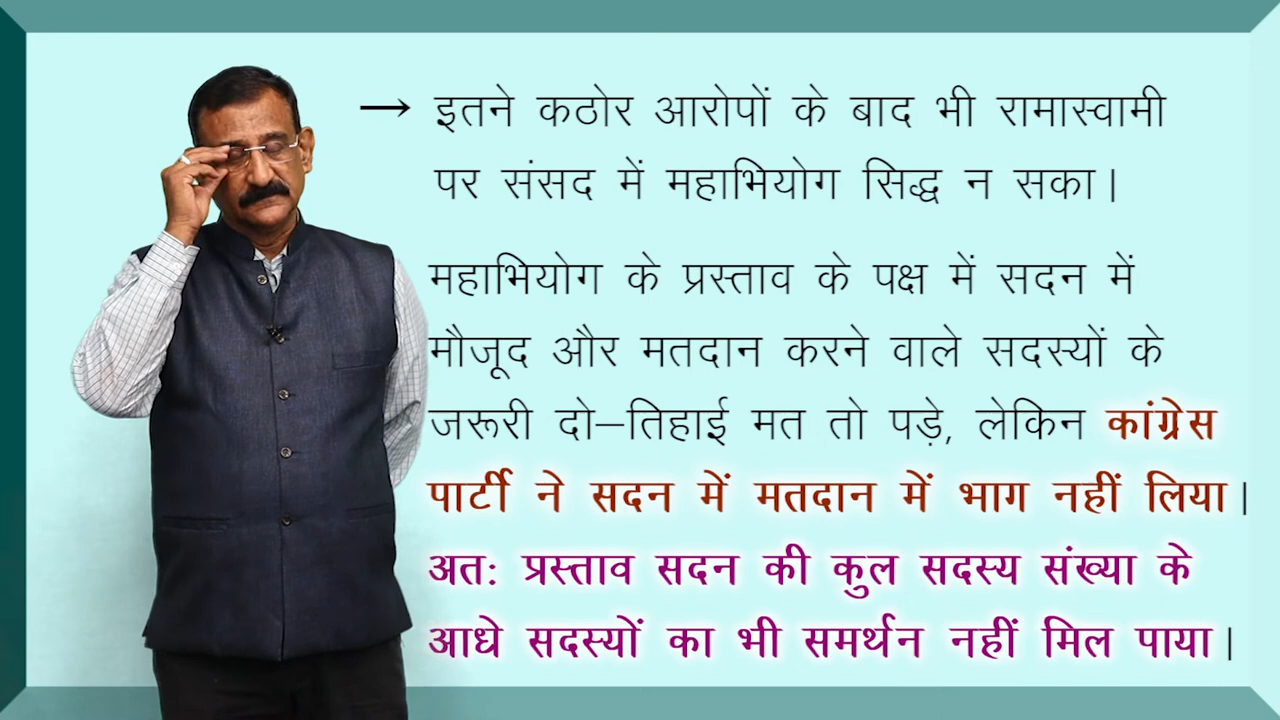 → इतने कठोर आरोपों के बाद भी रामास्वामी
पर संसद में महाभियोग सिद्ध न सका।
महाभियोग के प्रस्ताव के पक्ष में सदन में
मौजूद और मतदान करने वाले सदस्यों के
जरूरी दो–तिहाई मत तो पड़े, लेकिन कांग्रेस
पार्टी ने सदन में मतदान में भाग नहीं लिया।
अतः प्रस्ताव सदन की कुल सदस्य संख्या के
आधे सदस्यों का भी समर्थन नहीं मिल पाया।